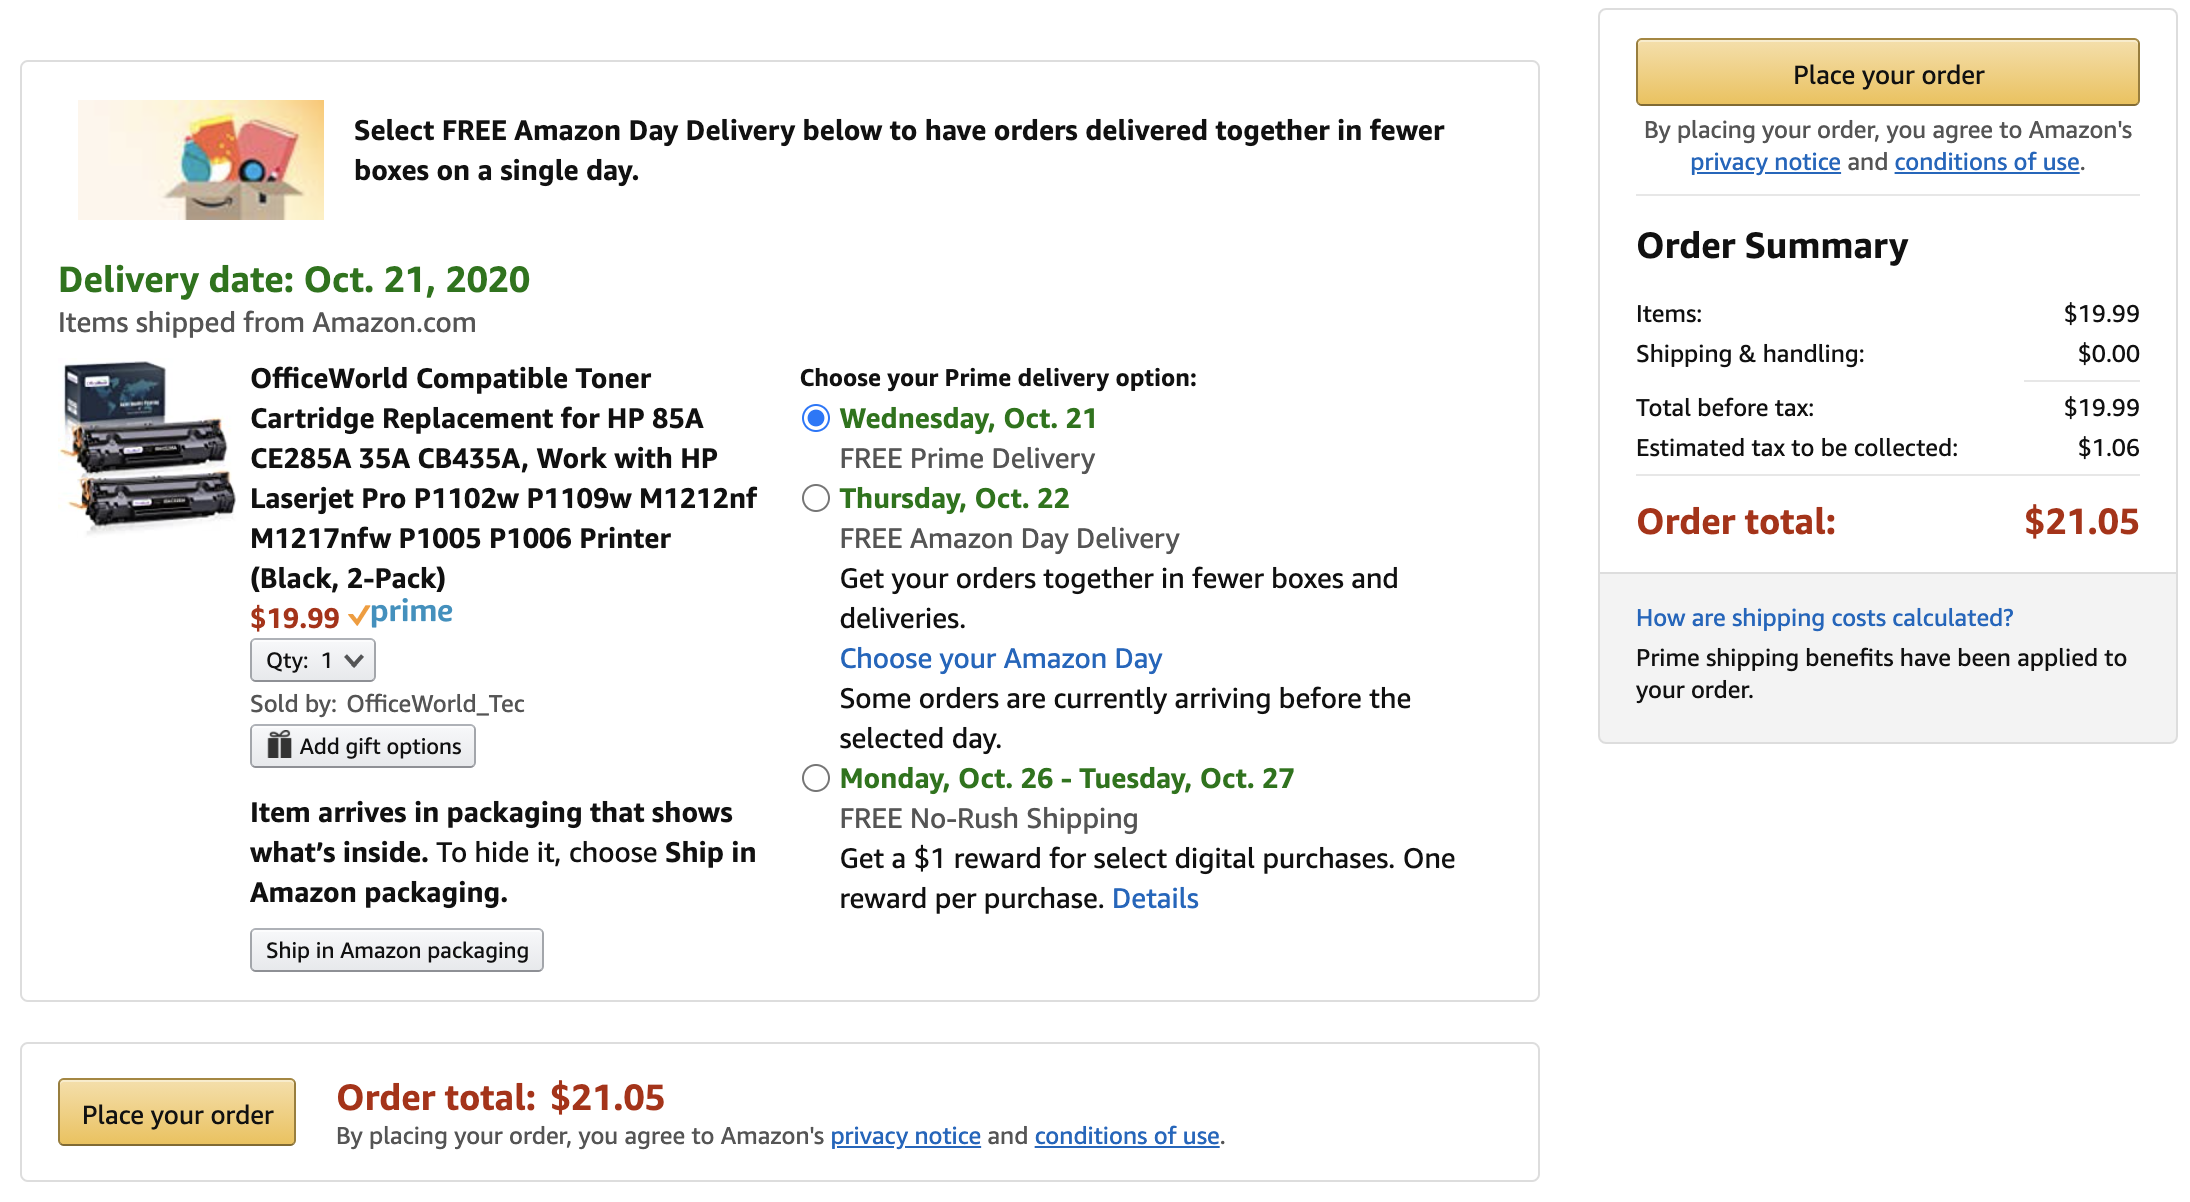 Select FREE Amazon Day Delivery below to have orders delivered together in fewer
boxes on a single day.
Delivery date: Oct. 21, 2020
Items shipped from Amazon.com
OfficeWorld Compatible Toner
Cartridge Replacement for HP 85A
CE285A 35A CB435A, Work with HP
Laserjet Pro P1102w P1109w M1212nf
M1217nfw P1005 P1006 Printer
(Black, 2-Pack)
$19.99 prime
Qty: 1
Sold by: OfficeWorld_Tec
Add gift options
Item arrives in packaging that shows
what’s inside. To hide it, choose Ship in
Amazon packaging.
Ship in Amazon packaging
Choose your Prime delivery option:
Wednesday, Oct. 21
FREE Prime Delivery
Thursday, Oct. 22
FREE Amazon Day Delivery
Get your orders together in fewer boxes and
deliveries.
Choose your Amazon Day
Some orders are currently arriving before the
selected day.
Monday, Oct. 26 - Tuesday, Oct. 27
FREE No-Rush Shipping
Get a $1 reward for select digital purchases. One
reward per purchase. Details
Place your order
Order total: $21.05
By placing your order, you agree to Amazon's privacy notice and conditions of use.
Place your order
By placing your order, you agree to Amazon's
privacy notice and conditions of use.
Order Summary
Items: $19.99
Shipping & handling: $0.00
Total before tax: $19.99
Estimated tax to be collected: $1.06
Order total: $21.05
How are shipping costs calculated?
Prime shipping benefits have been applied to
your order.